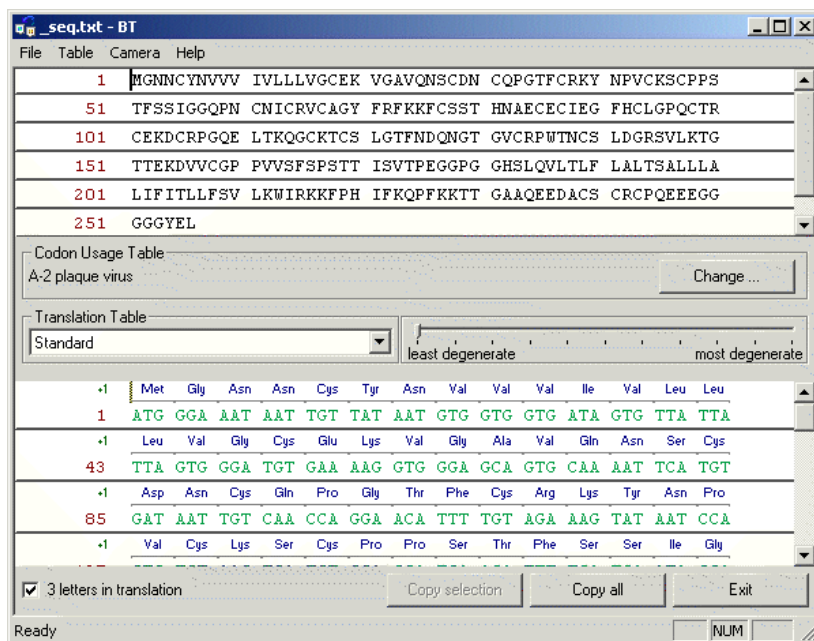 _seq.txt - BT
File Table Camera Help
1 MGNNCYNVVV IVLLLVGCEK VGAVQNSCDN CQPGTFCRKY NPVCKSCPPS
51 TFSSIGGQPN CNICRVCAGY FRFKKFCSST HNAECECIEG FHCLGPQCTR
101 CEKDCRPGQE LTKQGCKTCS LGTFNDQNGT GVCRPWTNCS LDGRSVLKTG
151 TTEKDVVCGP PVVSFSPSTT ISVTPEGGPG GHSLQVLTLF LALTSALLLA
201 LIFITLLFSV LKWIRKKFPH IFKQPFKKTT GAAQEEDACS CRCPQEEEGG
251 GGGYEL
Codon Usage Table
A-2 plaque virus Change ...
Translation Table
Standard
least degenerate most degenerate
+1 Met Gly Asn Asn Cys Tyr Asn Val Val Val Ile Val Leu Leu
1 ATG GGA AAT AAT TGT TAT AAT GTG GTG GTG ATA GTG TTA TTA
+1 Leu Val Gly Cys Glu Lys Val Gly Ala Val Gln Asn Ser Cys
43 TTA GTG GGA TGT GAA AAG GTG GGA GCA GTG CAA AAT TCA TGT
+1 Asp Asn Cys Gln Pro Gly Thr Phe Cys Arg Lys Tyr Asn Pro
85 GAT AAT TGT CAA CCA GGA ACA TTT TGT AGA AAG TAT AAT CCA
+1 Val Cys Lys Ser Cys Pro Pro Ser Thr Phe Ser Ser Ile Gly
3 letters in translation Copy selection Copy all Exit
Ready NUM